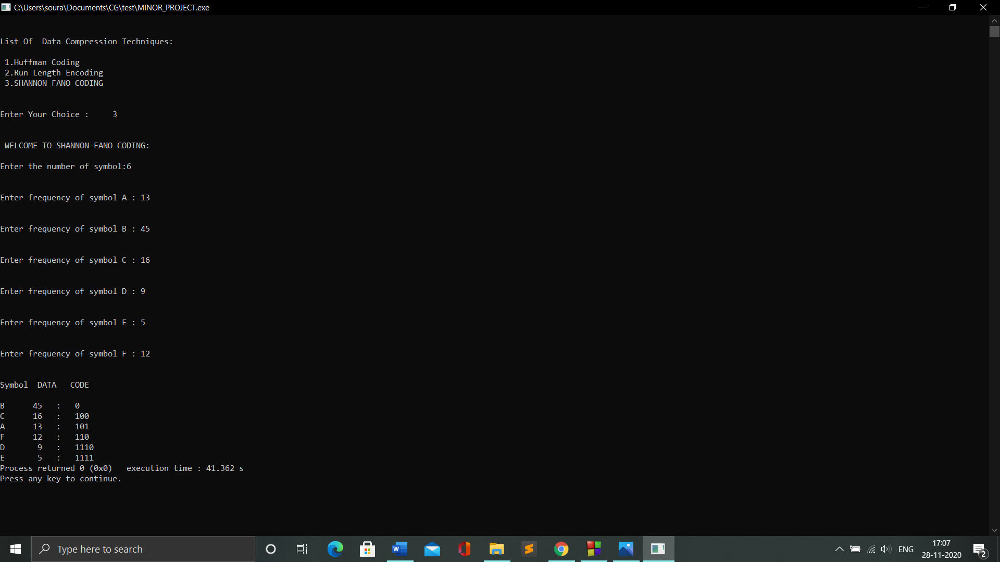 C:\Users\soura\Documents\CG\test\MINOR_PROJECT.exe
List Of  Data Compression Techniques:
 1.Huffman Coding
 2.Run Length Encoding
 3.SHANNON FANO CODING
Enter Your Choice :     3
 WELCOME TO SHANNON-FANO CODING:
Enter the number of symbol:6
Enter frequency of symbol A : 13
Enter frequency of symbol B : 45
Enter frequency of symbol C : 16
Enter frequency of symbol D : 9
Enter frequency of symbol E : 5
Enter frequency of symbol F : 12
Symbol  DATA   CODE
B      45   :   0
C      16   :   100
A      13   :   101
F      12   :   110
D       9   :   1110
E       5   :   1111
Process returned 0 (0x0)   execution time : 41.362 s
Press any key to continue.
Type here to search
W
ENG
17:07
28-11-2020
2